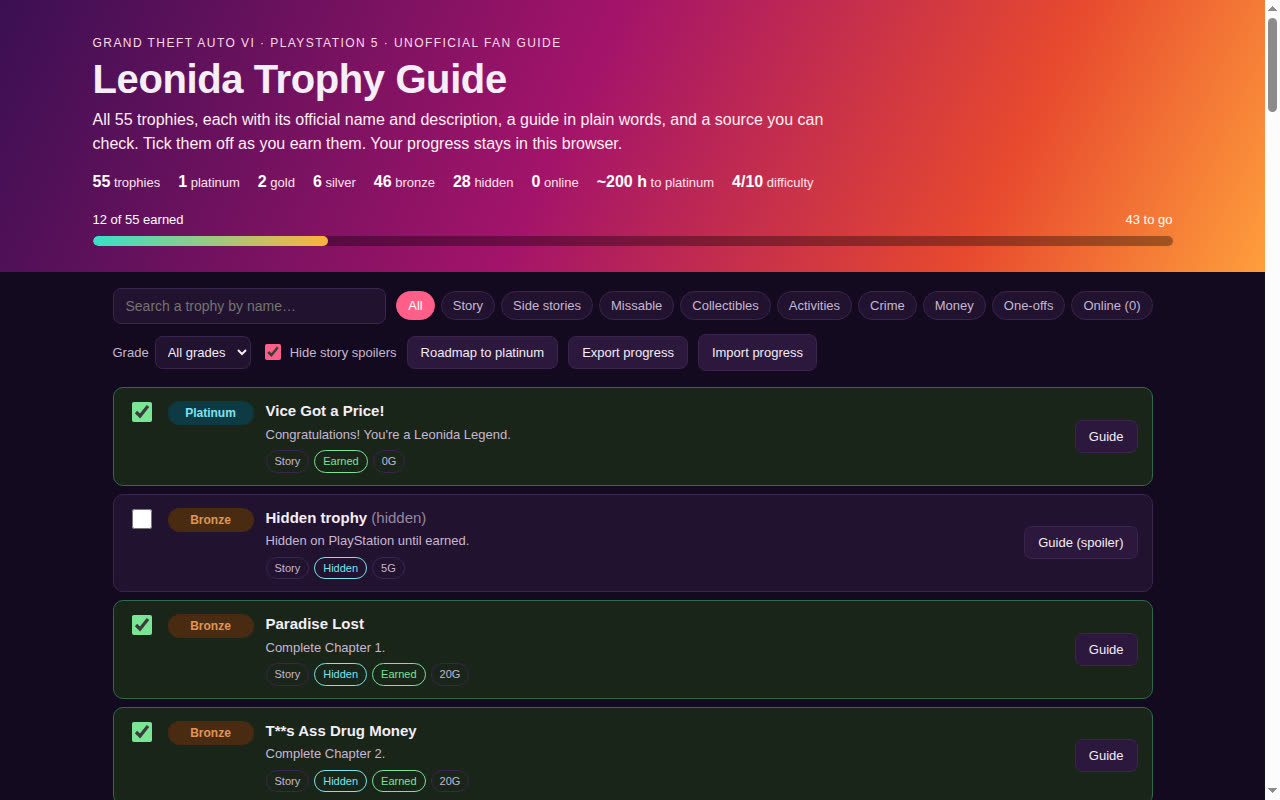 GRAND THEFT AUTO VI · PLAYSTATION 5 · UNOFFICIAL FAN GUIDE
Leonida Trophy Guide
All 55 trophies, each with its official name and description, a guide in plain words, and a source you can
check. Tick them off as you earn them. Your progress stays in this browser.
55 trophies 1 platinum 2 gold 6 silver 46 bronze 28 hidden 0 online ~200 h to platinum 4/10 difficulty
12 of 55 earned 43 to go
Search a trophy by name… All Story Side stories Missable Collectibles Activities Crime Money One-offs Online (0)
Grade All grades Hide story spoilers Roadmap to platinum Export progress Import progress
Platinum Vice Got a Price!
Congratulations! You're a Leonida Legend.
Guide
Story Earned 0G
Bronze Hidden trophy (hidden)
Hidden on PlayStation until earned.
Guide (spoiler)
Story Hidden 5G
Bronze Paradise Lost
Complete Chapter 1.
Guide
Story Hidden Earned 20G
Bronze T**s Ass Drug Money
Complete Chapter 2.
Guide
Story Hidden Earned 20G